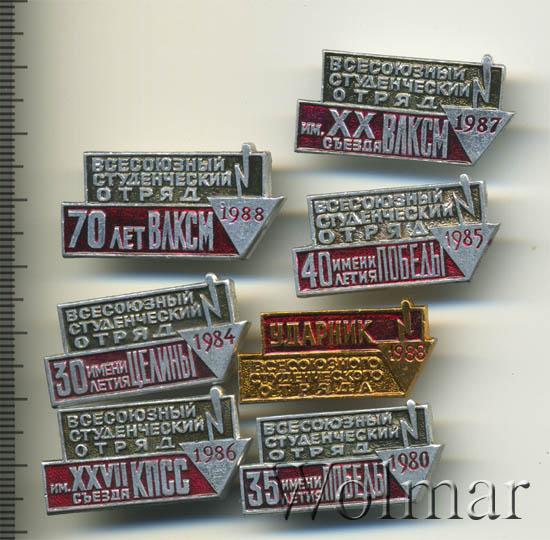 ВСЕСОЮЗНЫЙ
СТУДЕНЧЕСКИЙ
ОТРЯД
ИМ. XX СЪЕЗДА ВЛКСМ
1987
ВСЕСОЮЗНЫЙ
СТУДЕНЧЕСКИЙ
ОТРЯД
70 ЛЕТ ВЛКСМ
1988
ВСЕСОЮЗНЫЙ
СТУДЕНЧЕСКИЙ
ОТРЯД
40 ЛЕТИЯ ИМЕНИ ПОБЕДЫ
1985
ВСЕСОЮЗНЫЙ
СТУДЕНЧЕСКИЙ
ОТРЯД
30 ЛЕТИЯ ИМЕНИ ЦЕЛИНЫ
1984
УДАРНИК
1988
ВСЕСОЮЗНОГО
СТУДЕНЧЕСКОГО
ОТРЯДА
ВСЕСОЮЗНЫЙ
СТУДЕНЧЕСКИЙ
ОТРЯД
ИМ. XXVII СЪЕЗДА КПСС
1986
ВСЕСОЮЗНЫЙ
СТУДЕНЧЕСКИЙ
ОТРЯД
35 ЛЕТИЯ ИМЕНИ ПОБЕДЫ
1980
Wolmar